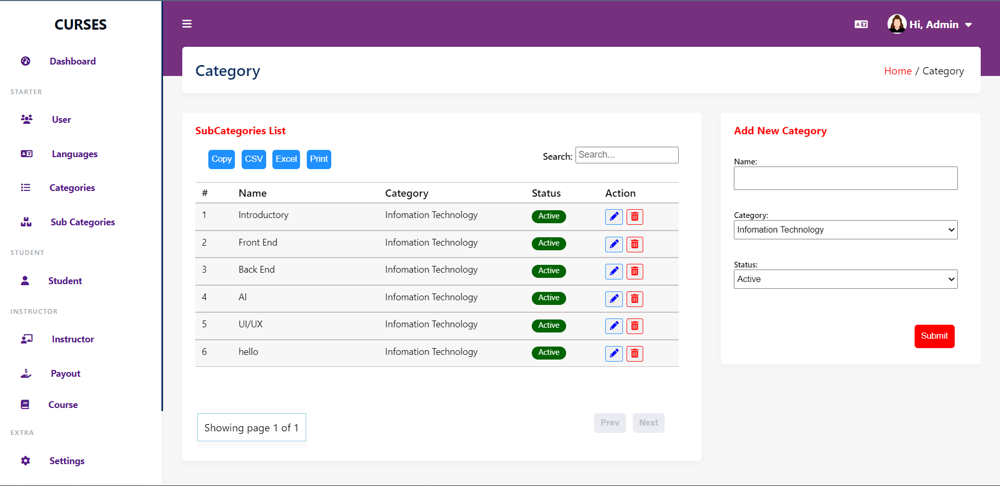 CURSES
Dashboard
STARTER
User
Languages
Categories
Sub Categories
STUDENT
Student
INSTRUCTOR
Instructor
Payout
Course
EXTRA
Settings
Hi, Admin
Category
Home / Category
SubCategories List
Copy CSV Excel Print
Search: Search...
# Name Category Status Action
1 Introductory Infomation Technology Active
2 Front End Infomation Technology Active
3 Back End Infomation Technology Active
4 AI Infomation Technology Active
5 UI/UX Infomation Technology Active
6 hello Infomation Technology Active
Showing page 1 of 1
Prev Next
Add New Category
Name:
Category:
Infomation Technology
Status:
Active
Submit